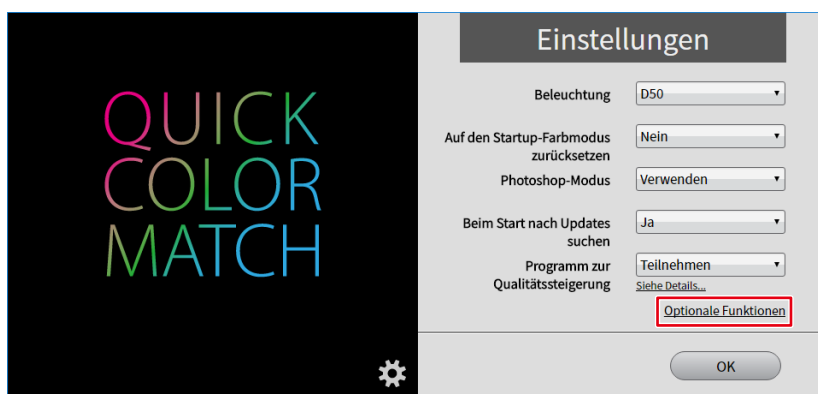 QUICK
COLOR
MATCH
Einstellungen
Beleuchtung
D50
Auf den Startup-Farbmodus
zurücksetzen
Nein
Photoshop-Modus
Verwenden
Beim Start nach Updates
suchen
Ja
Programm zur
Qualitätssteigerung
Teilnehmen
Siehe Details...
Optionale Funktionen
OK